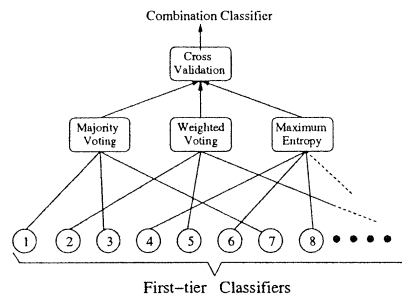 Combination Classifier
Cross
Validation
Majority
Voting
Weighted
Voting
Maximum
Entropy
1 2 3 4 5 6 7 8
First-tier Classifiers